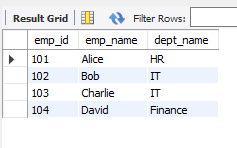 Result Grid Filter Rows:
emp_id emp_name dept_name
101 Alice HR
102 Bob IT
103 Charlie IT
104 David Finance